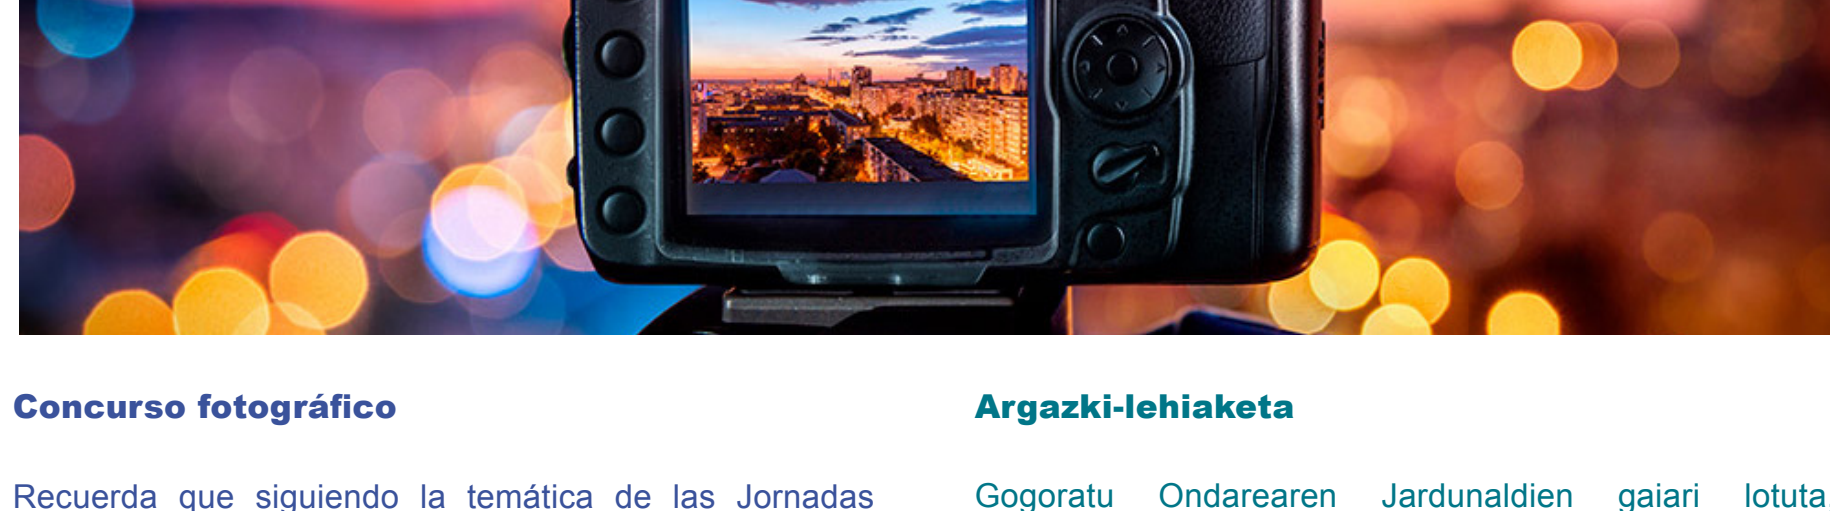 Concurso fotográfico
Recuerda que siguiendo la temática de las Jornadas
Argazki-lehiaketa
Gogoratu Ondarearen Jardunaldien gaiari lotuta,